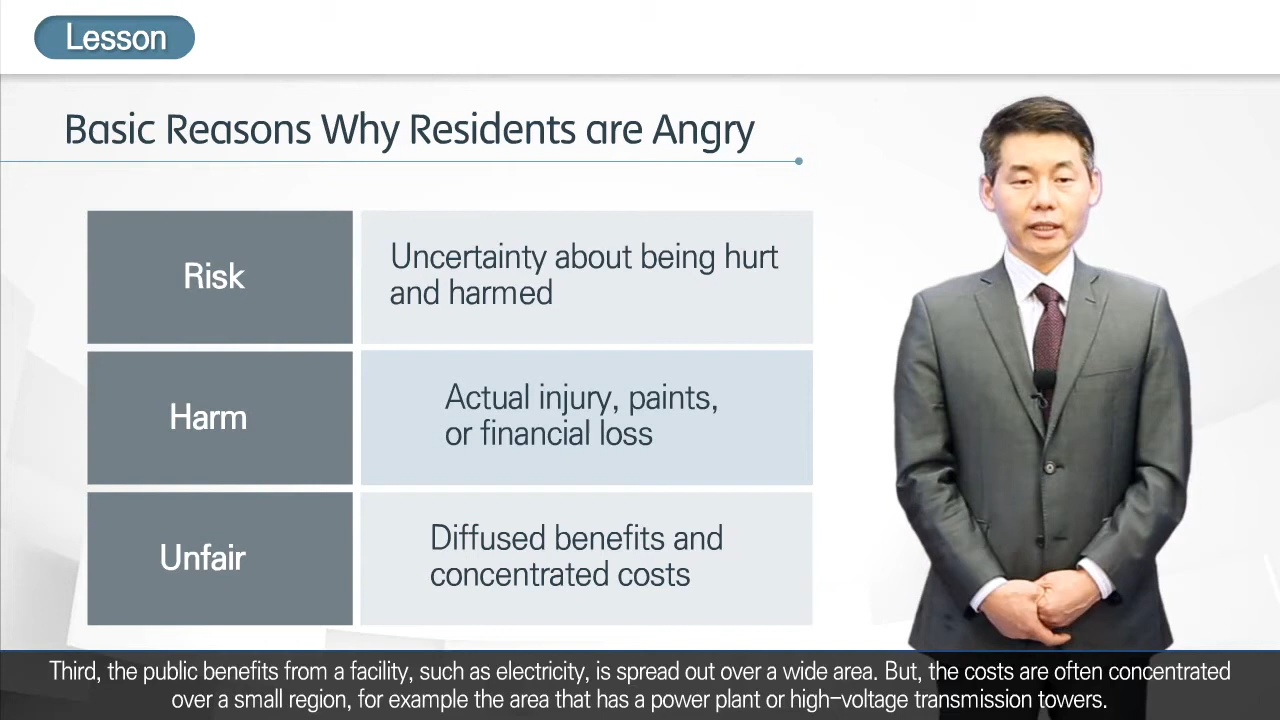 Lesson
Basic Reasons Why Residents are Angry
Risk
Uncertainty about being hurt
and harmed
Harm
Actual injury, paints,
or financial loss
Unfair
Diffused benefits and
concentrated costs
Third, the public benefits from a facility, such as electricity, is spread out over a wide area. But, the costs are often concentrated
over a small region, for example the area that has a power plant or high-voltage transmission towers.